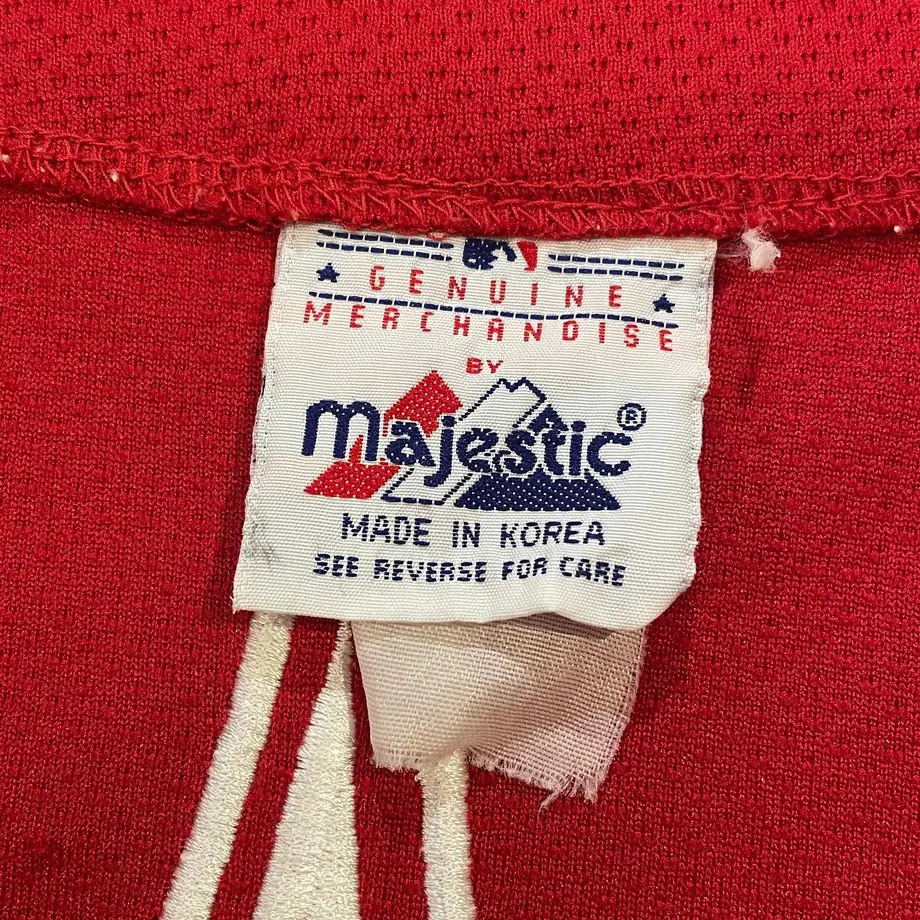 GENUINE
MERCHANDISE
BY
majestic®
MADE IN KOREA
SEE REVERSE FOR CARE